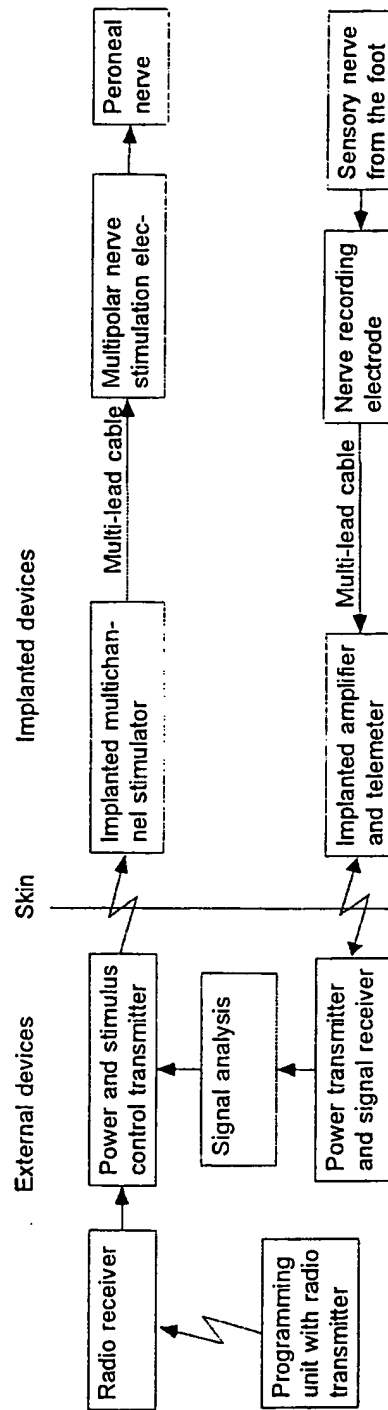 External devices
Skin
Implanted devices
Radio receiver
Power and stimulus
control transmitter
Implanted multichan-
nel stimulator
Multi-lead cable
Multipolar nerve
stimulation elec-
Peroneal
nerve
Signal analysis
Programming
unit with radio
transmitter
Power transmitter
and signal receiver
Implanted amplifier
and telemeter
Multi-lead cable
Nerve recording
electrode
Sensory nerve
from the foot